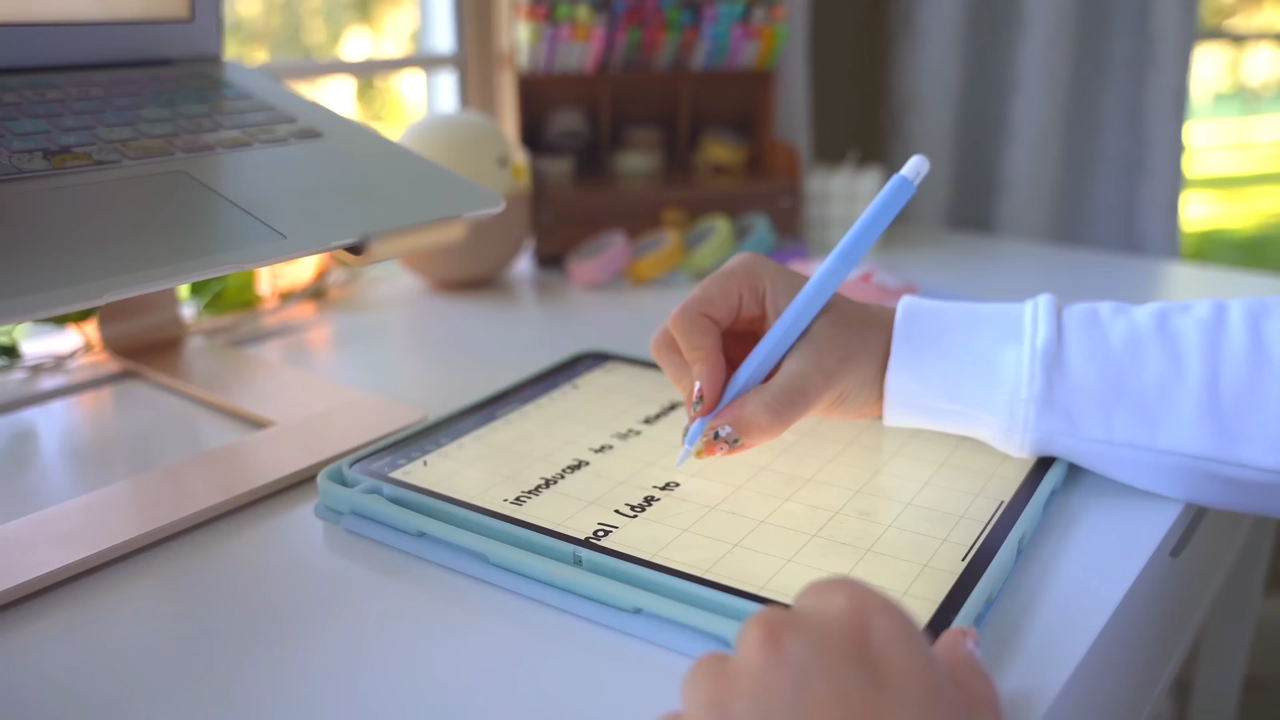 introduced to its
nal (due to